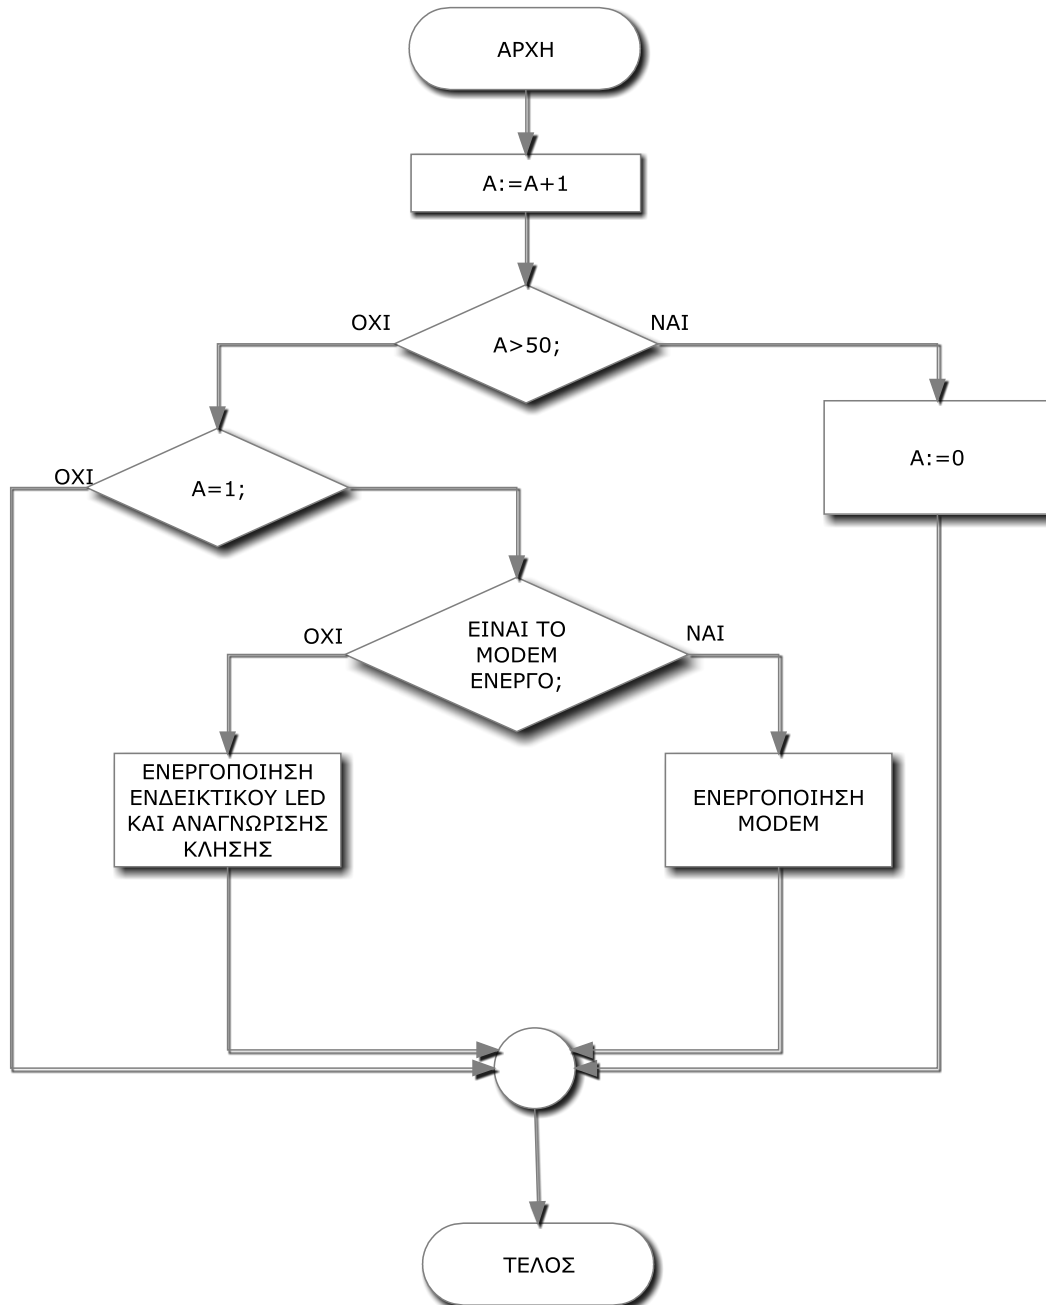 ΑΡΧΗ
Α:=Α+1
ΟΧΙ
ΝΑΙ
Α>50;
Α:=0
ΟΧΙ
Α=1;
ΕΙΝΑΙ ΤΟ
MODEM
ΕΝΕΡΓΟ;
ΟΧΙ
ΝΑΙ
ΕΝΕΡΓΟΠΟΙΗΣΗ
ΕΝΔΕΙΚΤΙΚΟΥ LED
ΚΑΙ ΑΝΑΓΝΩΡΙΣΗΣ
ΚΛΗΣΗΣ
ΕΝΕΡΓΟΠΟΙΗΣΗ
MODEM
ΤΕΛΟΣ